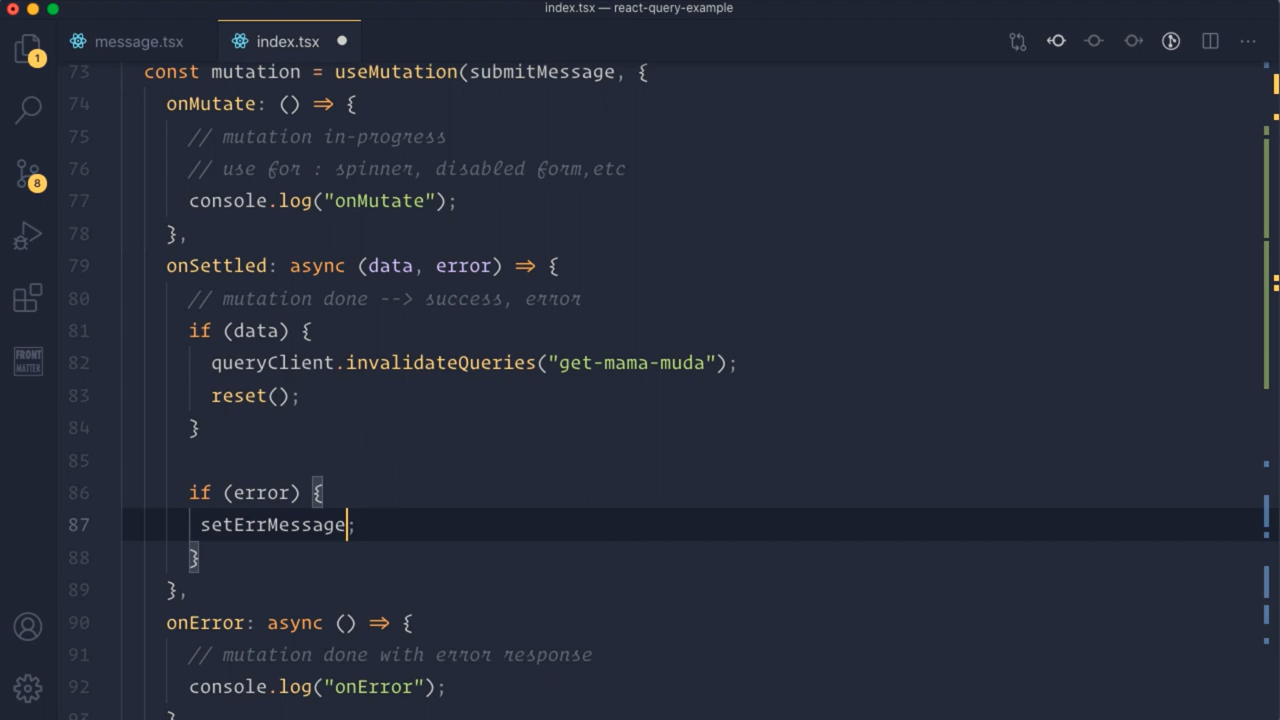 index.tsx — react-query-example
message.tsx
index.tsx
1
8
FRONT
MATTER
73 const mutation = useMutation(submitMessage, {
74 onMutate: () => {
75 // mutation in-progress
76 // use for : spinner, disabled form,etc
77 console.log("onMutate");
78 },
79 onSettled: async (data, error) => {
80 // mutation done --> success, error
81 if (data) {
82 queryClient.invalidateQueries("get-mama-muda");
83 reset();
84 }
85
86 if (error) {
87 setErrMessage;
88 }
89 },
90 onError: async () => {
91 // mutation done with error response
92 console.log("onError");
93 }